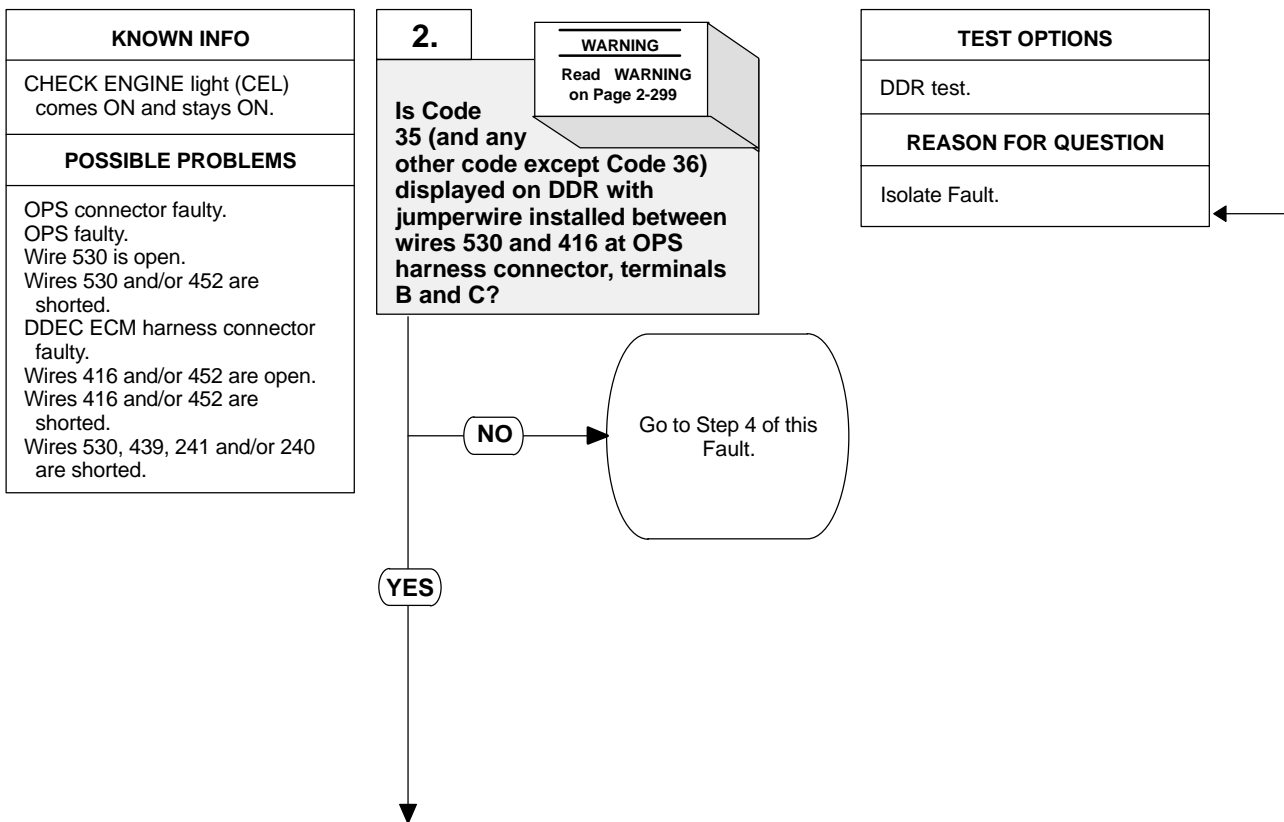 KNOWN INFO
CHECK ENGINE light (CEL)
comes ON and stays ON.
POSSIBLE PROBLEMS
OPS connector faulty.
OPS faulty.
Wire 530 is open.
Wires 530 and/or 452 are
shorted.
DDEC ECM harness connector
faulty.
Wires 416 and/or 452 are open.
Wires 416 and/or 452 are
shorted.
Wires 530, 439, 241 and/or 240
are shorted.
2.
WARNING
Read WARNING
on Page 2-299
Is Code
35 (and any
other code except Code 36)
displayed on DDR with
jumperwire installed between
wires 530 and 416 at OPS
harness connector, terminals
B and C?
NO
Go to Step 4 of this
Fault.
YES
TEST OPTIONS
DDR test.
REASON FOR QUESTION
Isolate Fault.